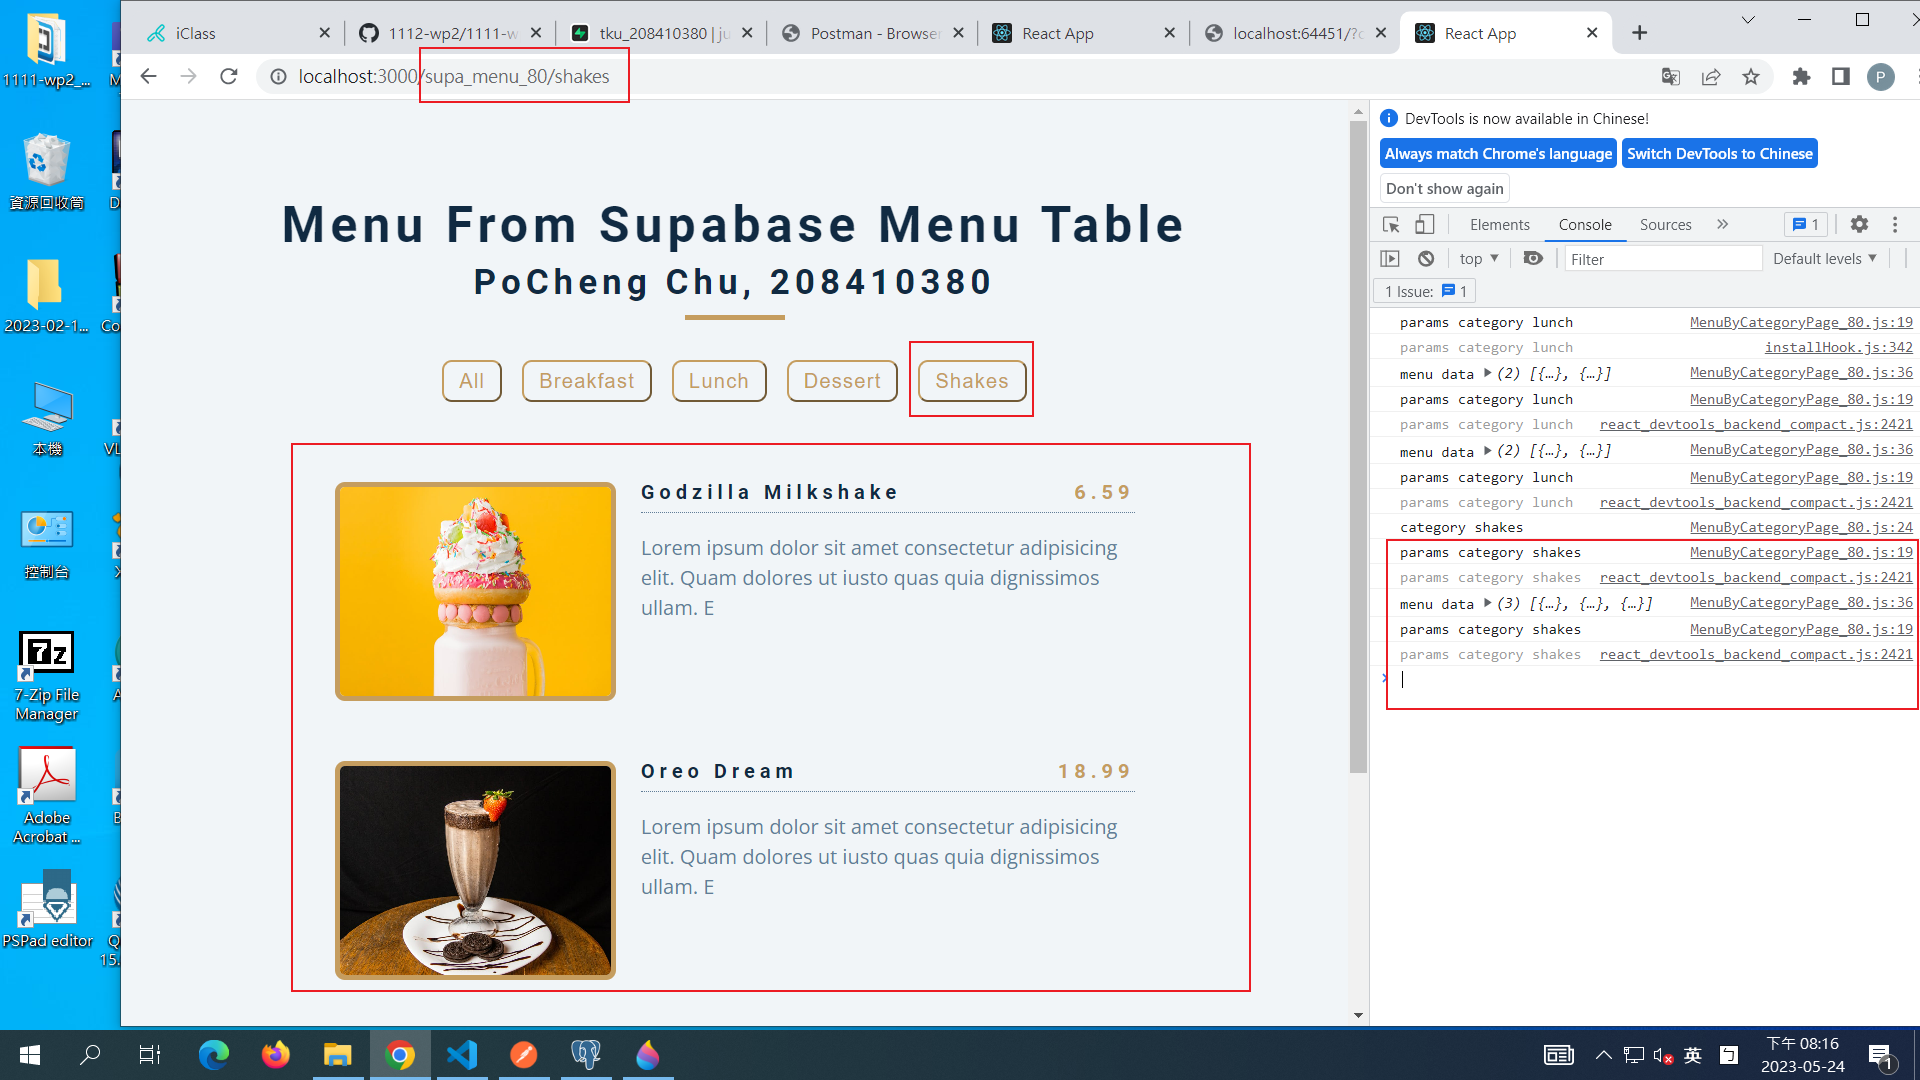 iClass
1112-wp2/1111-w
tku_208410380 | ju
Postman - Browser
React App
localhost:64451/?c
React App
localhost:3000/supa_menu_80/shakes
P
Menu From Supabase Menu Table
PoCheng Chu, 208410380
All
Breakfast
Lunch
Dessert
Shakes
Godzilla Milkshake
6.59
Lorem ipsum dolor sit amet consectetur adipisicing
elit. Quam dolores ut iusto quas quia dignissimos
ullam. E
Oreo Dream
18.99
Lorem ipsum dolor sit amet consectetur adipisicing
elit. Quam dolores ut iusto quas quia dignissimos
ullam. E
DevTools is now available in Chinese!
Always match Chrome's language
Switch DevTools to Chinese
Don't show again
Elements
Console
Sources
1
top
Filter
Default levels
1 Issue: 1
params category lunch MenuByCategoryPage_80.js:19
params category lunch installHook.js:342
menu data (2) [{…}, {…}] MenuByCategoryPage_80.js:36
params category lunch MenuByCategoryPage_80.js:19
params category lunch react_devtools_backend_compact.js:2421
menu data (2) [{…}, {…}] MenuByCategoryPage_80.js:36
params category lunch MenuByCategoryPage_80.js:19
params category lunch react_devtools_backend_compact.js:2421
category shakes MenuByCategoryPage_80.js:24
params category shakes MenuByCategoryPage_80.js:19
params category shakes react_devtools_backend_compact.js:2421
menu data (3) [{…}, {…}, {…}] MenuByCategoryPage_80.js:36
params category shakes MenuByCategoryPage_80.js:19
params category shakes react_devtools_backend_compact.js:2421
1111-wp2_...
資源回收筒
2023-02-1...
本機
控制台
7-Zip File
Manager
Adobe
Acrobat ...
PSPad editor
15...
英
下午 08:16
2023-05-24
1